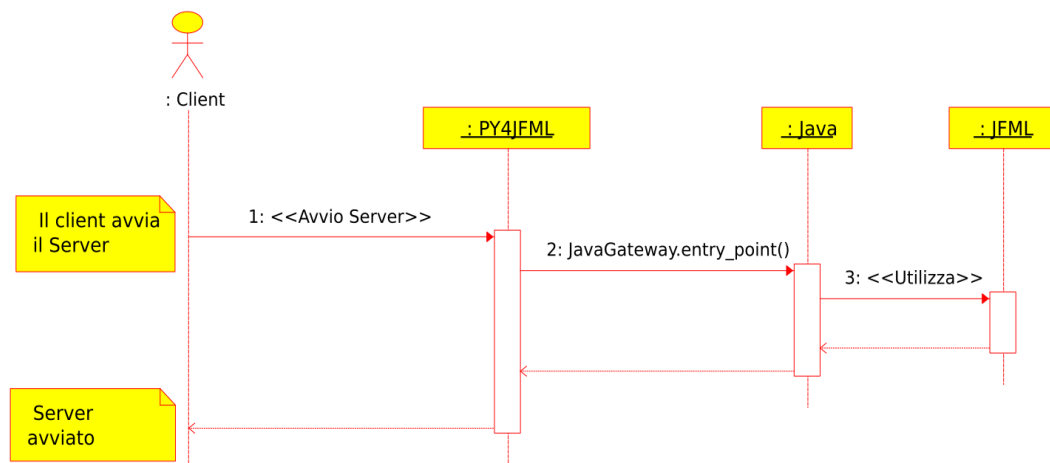 : Client
: PY4JFML
: Java
: JFML
Il client avvia
il Server
1: <<Avvio Server>>
2: JavaGateway.entry_point()
3: <<Utilizza>>
Server
avviato